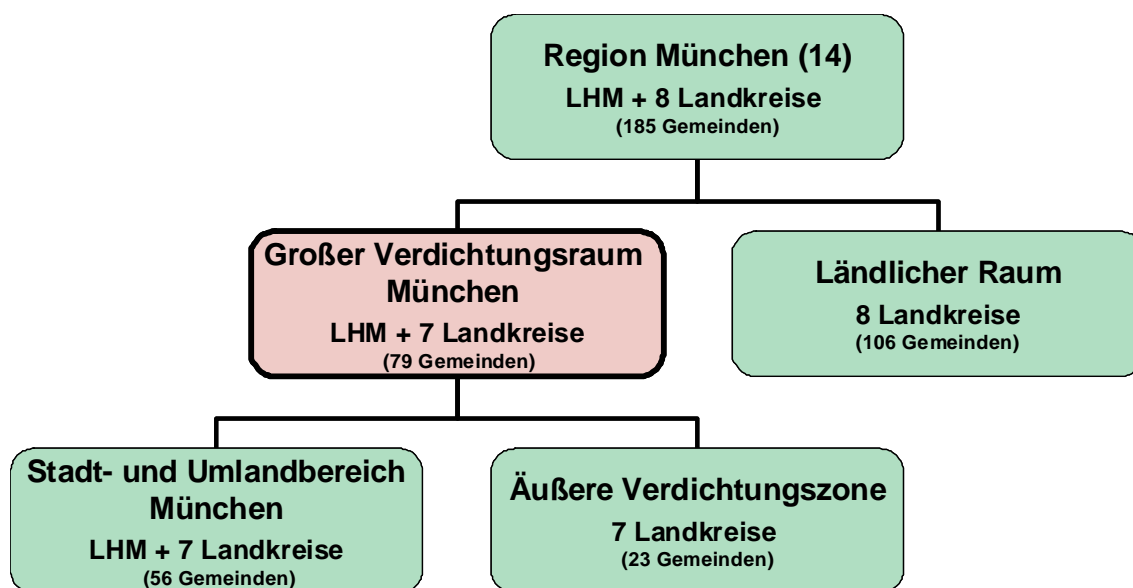 Region München (14)
LHM + 8 Landkreise
(185 Gemeinden)
Großer Verdichtungsraum
München
LHM + 7 Landkreise
(79 Gemeinden)
Ländlicher Raum
8 Landkreise
(106 Gemeinden)
Stadt- und Umlandbereich
München
LHM + 7 Landkreise
(56 Gemeinden)
Äußere Verdichtungszone
7 Landkreise
(23 Gemeinden)